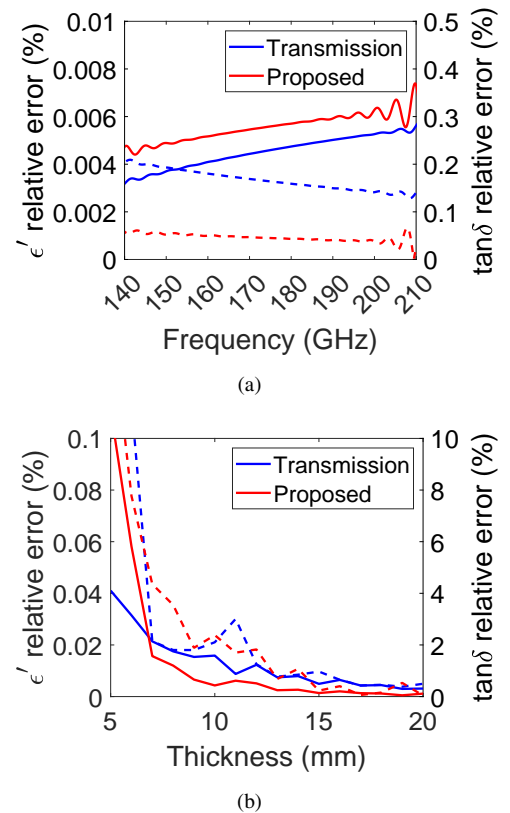 0.01
0.008
0.006
0.004
0.002
0
ϵ′ relative error (%)
Transmission
Proposed
0.5
0.4
0.3
0.2
0.1
0
tanδ relative error (%)
140 150 160 170 180 190 200 210
Frequency (GHz)
(a)
0.1
0.08
0.06
0.04
0.02
0
ϵ′ relative error (%)
Transmission
Proposed
10
8
6
4
2
0
tanδ relative error (%)
5 10 15 20
Thickness (mm)
(b)